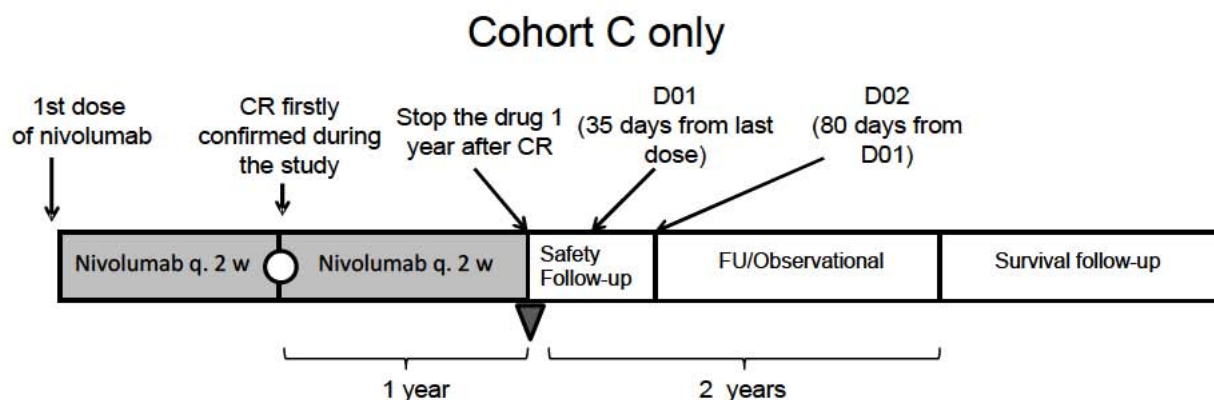 Cohort C only
1st dose
of nivolumab
CR firstly
confirmed during
the study
Stop the drug 1
year after CR
D01
(35 days from last
dose)
D02
(80 days from
D01)
Nivolumab q. 2 w
Nivolumab q. 2 w
Safety
Follow-up
FU/Observational
Survival follow-up
1 year
2 years